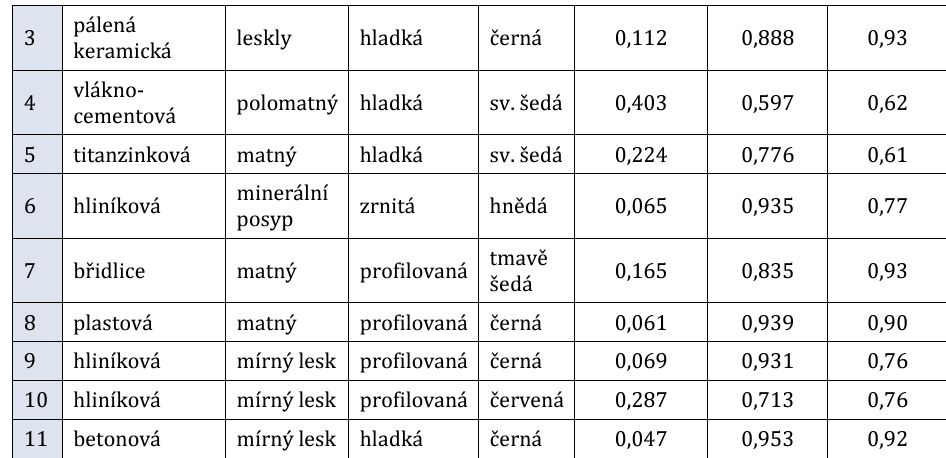 3 pálená keramická leskly hladká černá 0,112 0,888 0,93
4 vlákno-cementová polomatný hladká sv. šedá 0,403 0,597 0,62
5 titanzinková matný hladká sv. šedá 0,224 0,776 0,61
6 hliníková minerální posyp zrnitá hnědá 0,065 0,935 0,77
7 břidlice matný profilovaná tmavě šedá 0,165 0,835 0,93
8 plastová matný profilovaná černá 0,061 0,939 0,90
9 hliníková mírný lesk profilovaná černá 0,069 0,931 0,76
10 hliníková mírný lesk profilovaná červená 0,287 0,713 0,76
11 betonová mírný lesk hladká černá 0,047 0,953 0,92